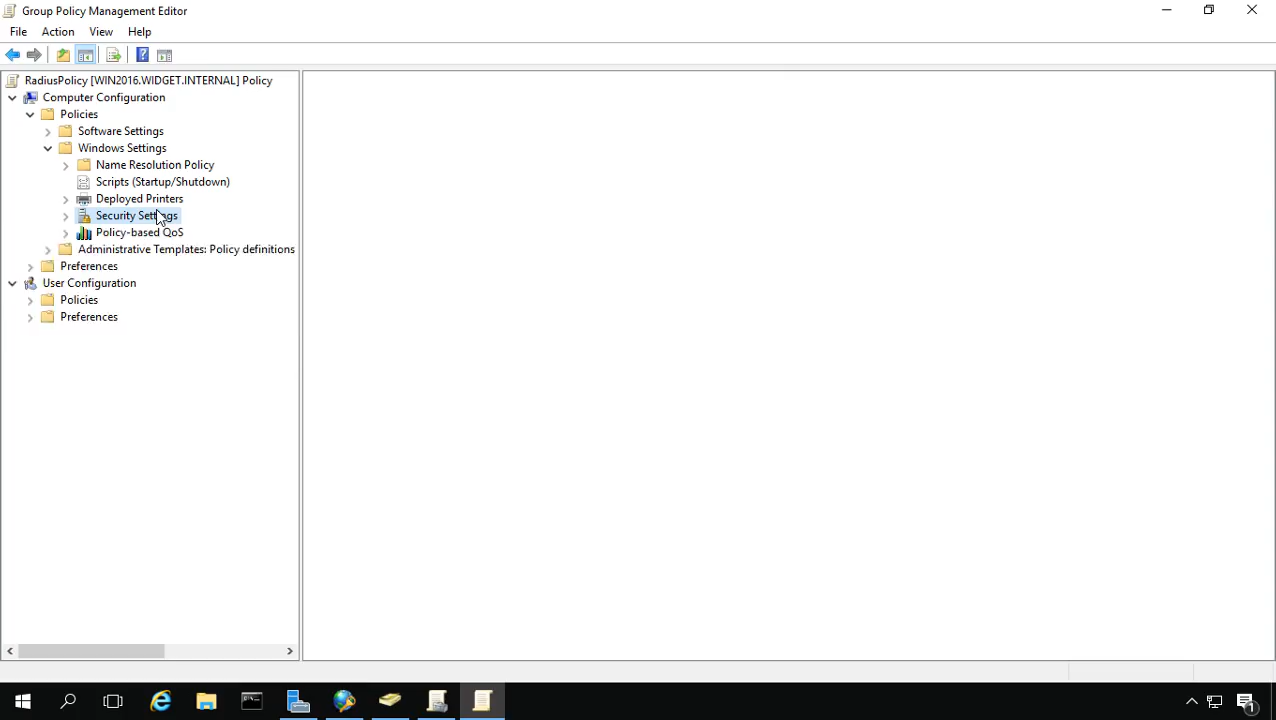 Group Policy Management Editor
File Action View Help
RadiusPolicy [WIN2016.WIDGET.INTERNAL] Policy
Computer Configuration
Policies
Software Settings
Windows Settings
Name Resolution Policy
Scripts (Startup/Shutdown)
Deployed Printers
Security Settings
Policy-based QoS
Administrative Templates: Policy definitions
Preferences
User Configuration
Policies
Preferences
1